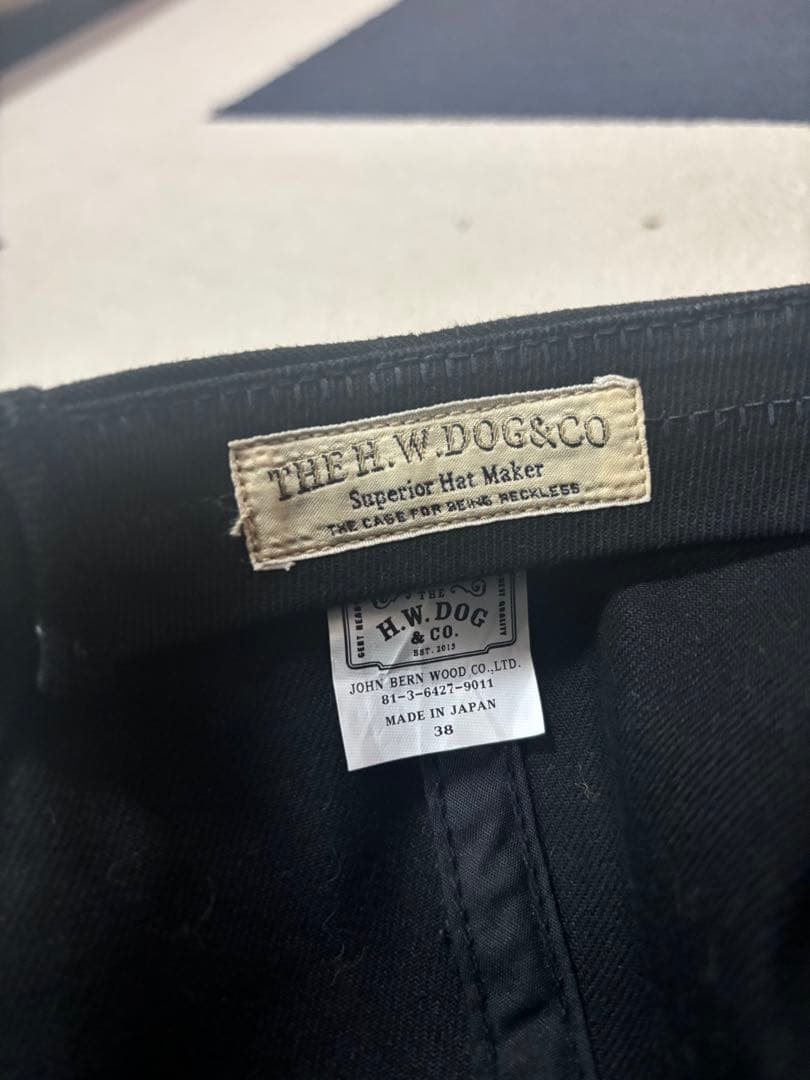 THE H.W.DOG&CO
Superior Hat Maker
THE CASE FOR BEING RECKLESS
THE
H.W. DOG
& CO.
EST. 2013
JOHN BERN WOOD CO.,LTD.
81-3-6427-9011
MADE IN JAPAN
38